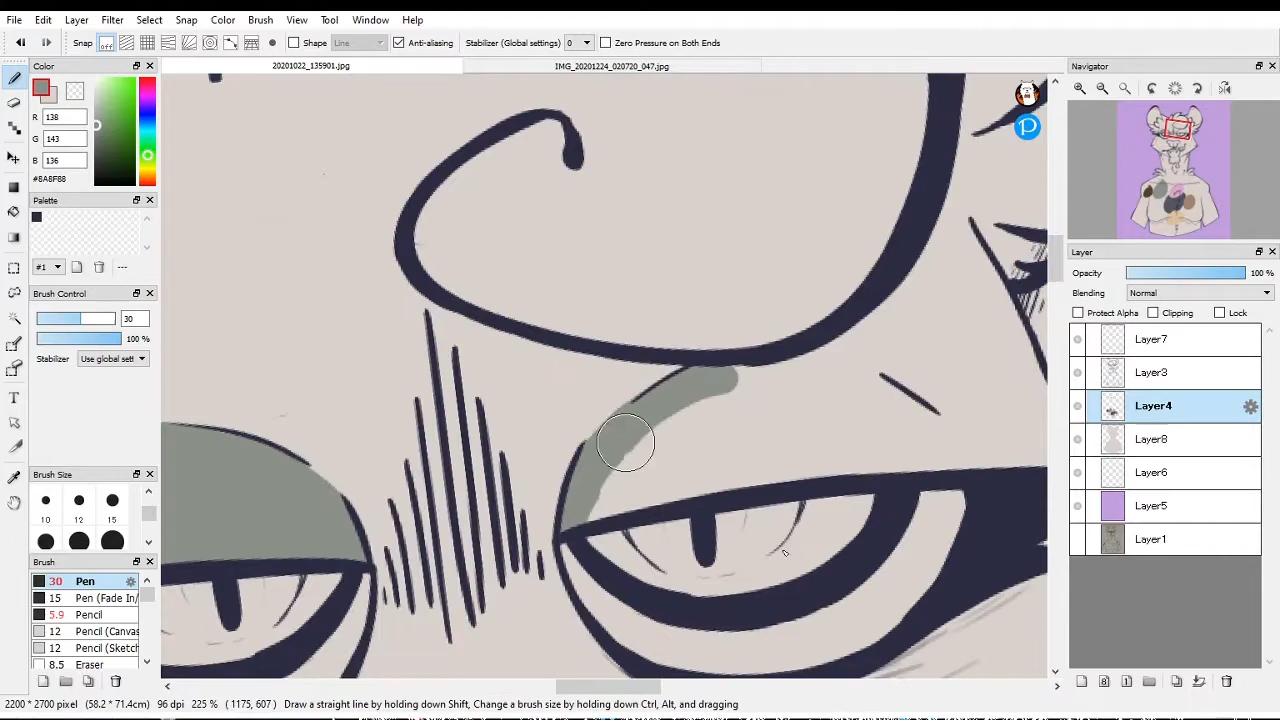 File Edit Layer Filter Select Snap Color Brush View Tool Window Help
Snap off Shape Line Anti-aliasing Stabilizer (Global settings) 0 Zero Pressure on Both Ends
Color 20201022_135901.jpg IMG_20201224_020720_047.jpg Navigator
R 138
G 143
B 136
#8A8F88
Palette
#1
---
Layer
Opacity 100 %
Blending Normal
Protect Alpha Clipping Lock
Brush Control
30
100 %
Stabilizer Use global set
Layer7
Layer3
Layer4
Layer8
Layer6
Layer5
Layer1
Brush Size
10 12 15
Brush
30 Pen
15 Pen (Fade In/
5.9 Pencil
12 Pencil (Canvas
12 Pencil (Sketch
8.5 Eraser
2200 * 2700 pixel (58.2 * 71.4cm) 96 dpi 225 % (1175, 607) Draw a straight line by holding down Shift, Change a brush size by holding down Ctrl, Alt, and dragging